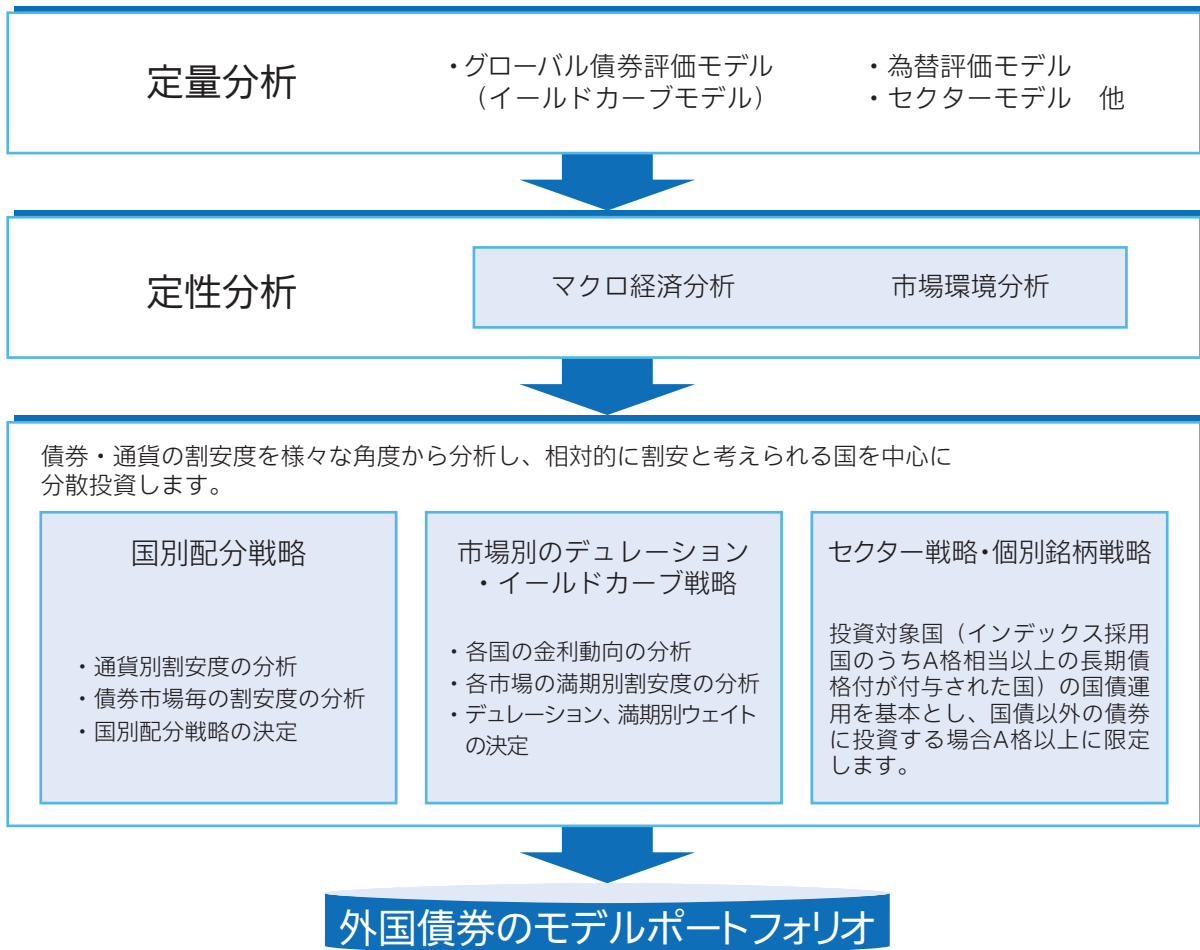 定量分析
・グローバル債券評価モデル
（イールドカーブモデル）
・為替評価モデル
・セクターモデル　他
定性分析
マクロ経済分析
市場環境分析
債券・通貨の割安度を様々な角度から分析し、相対的に割安と考えられる国を中心に
分散投資します。
国別配分戦略
・通貨別割安度の分析
・債券市場毎の割安度の分析
・国別配分戦略の決定
市場別のデュレーション
・イールドカーブ戦略
・各国の金利動向の分析
・各市場の満期別割安度の分析
・デュレーション、満期別ウェイト
の決定
セクター戦略・個別銘柄戦略
投資対象国（インデックス採用
国のうちA格相当以上の長期債
格付が付与された国）の国債運
用を基本とし、国債以外の債券
に投資する場合A格以上に限定
します。
外国債券のモデルポートフォリオ